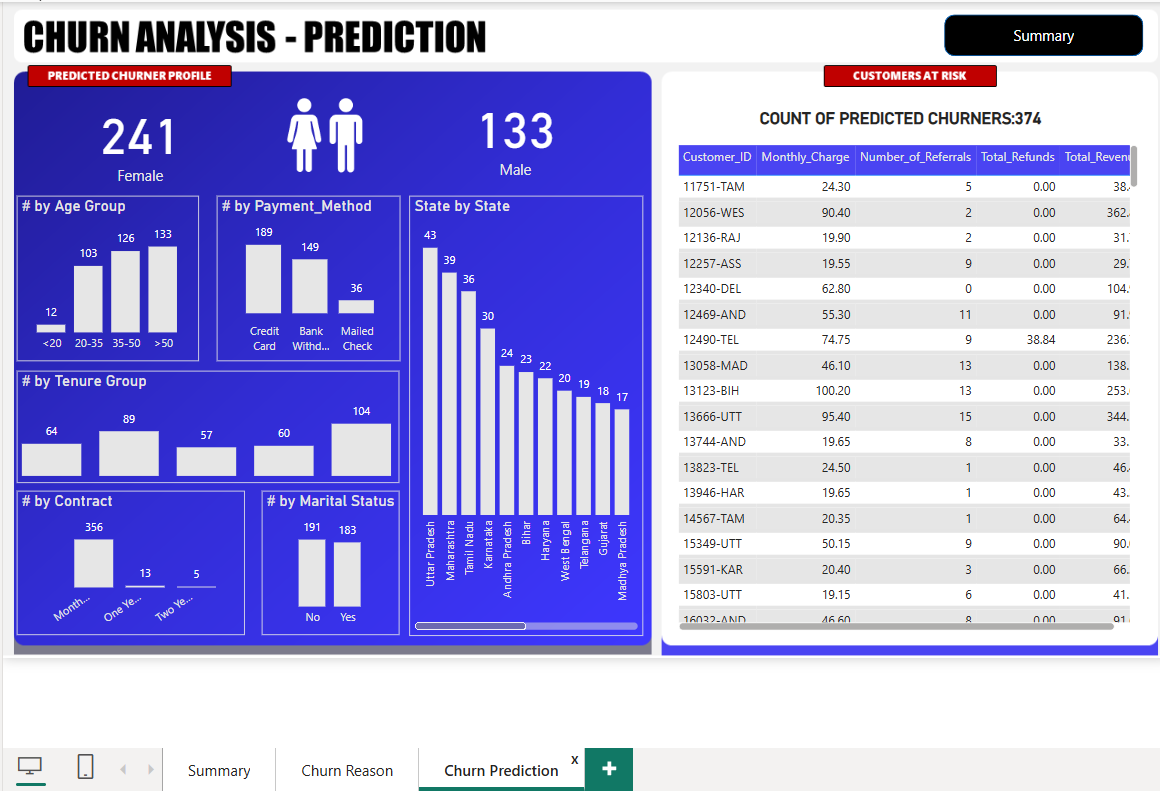 CHURN ANALYSIS - PREDICTION
Summary
PREDICTED CHURNER PROFILE
241
Female
133
Male
# by Age Group
12
103
126
133
<20 20-35 35-50 >50
# by Payment_Method
189
149
36
Credit Card
Bank Withd...
Mailed Check
State by State
43
39
36
30
24
23
22
20
19
18
17
Uttar Pradesh
Maharashtra
Tamil Nadu
Karnataka
Andhra Pradesh
Bihar
Haryana
West Bengal
Telangana
Gujarat
Madhya Pradesh
# by Tenure Group
64
89
57
60
104
# by Contract
356
13
5
Month...
One Ye...
Two Ye...
# by Marital Status
191
183
No
Yes
CUSTOMERS AT RISK
COUNT OF PREDICTED CHURNERS:374
Customer_ID Monthly_Charge Number_of_Referrals Total_Refunds
11751-TAM 24.30 5 0.00 38.
12056-WES 90.40 2 0.00 362.
12136-RAJ 19.90 2 0.00 31.
12257-ASS 19.55 9 0.00 29.
12340-DEL 62.80 0 0.00 104.
12469-AND 55.30 11 0.00 91.
12490-TEL 74.75 9 38.84 236.
13058-MAD 46.10 13 0.00 138.
13123-BIH 100.20 13 0.00 253.
13666-UTT 95.40 15 0.00 344.
13744-AND 19.65 8 0.00 33.
13823-TEL 24.50 1 0.00 46.
13946-HAR 19.65 1 0.00 43.
14567-TAM 20.35 1 0.00 64.
15349-UTT 50.15 9 0.00 90.
15591-KAR 20.40 3 0.00 66.
15803-UTT 19.15 6 0.00 41.
16032-AND 46.60 8 0.00 91
Summary
Churn Reason
Churn Prediction
x
+